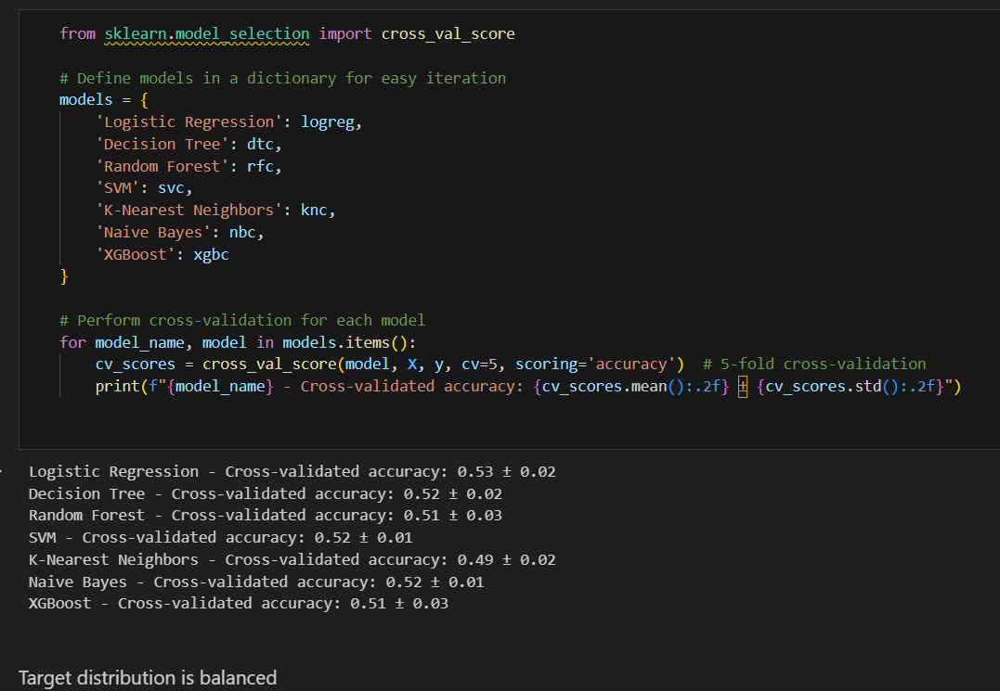 from sklearn.model_selection import cross_val_score
# Define models in a dictionary for easy iteration
models = {
    'Logistic Regression': logreg,
    'Decision Tree': dtc,
    'Random Forest': rfc,
    'SVM': svc,
    'K-Nearest Neighbors': knc,
    'Naive Bayes': nbc,
    'XGBoost': xgbc
}
# Perform cross-validation for each model
for model_name, model in models.items():
    cv_scores = cross_val_score(model, X, y, cv=5, scoring='accuracy')  # 5-fold cross-validation
    print(f"{model_name} - Cross-validated accuracy: {cv_scores.mean():.2f} ± {cv_scores.std():.2f}")
Logistic Regression - Cross-validated accuracy: 0.53 ± 0.02
Decision Tree - Cross-validated accuracy: 0.52 ± 0.02
Random Forest - Cross-validated accuracy: 0.51 ± 0.03
SVM - Cross-validated accuracy: 0.52 ± 0.01
K-Nearest Neighbors - Cross-validated accuracy: 0.49 ± 0.02
Naive Bayes - Cross-validated accuracy: 0.52 ± 0.01
XGBoost - Cross-validated accuracy: 0.51 ± 0.03
Target distribution is balanced